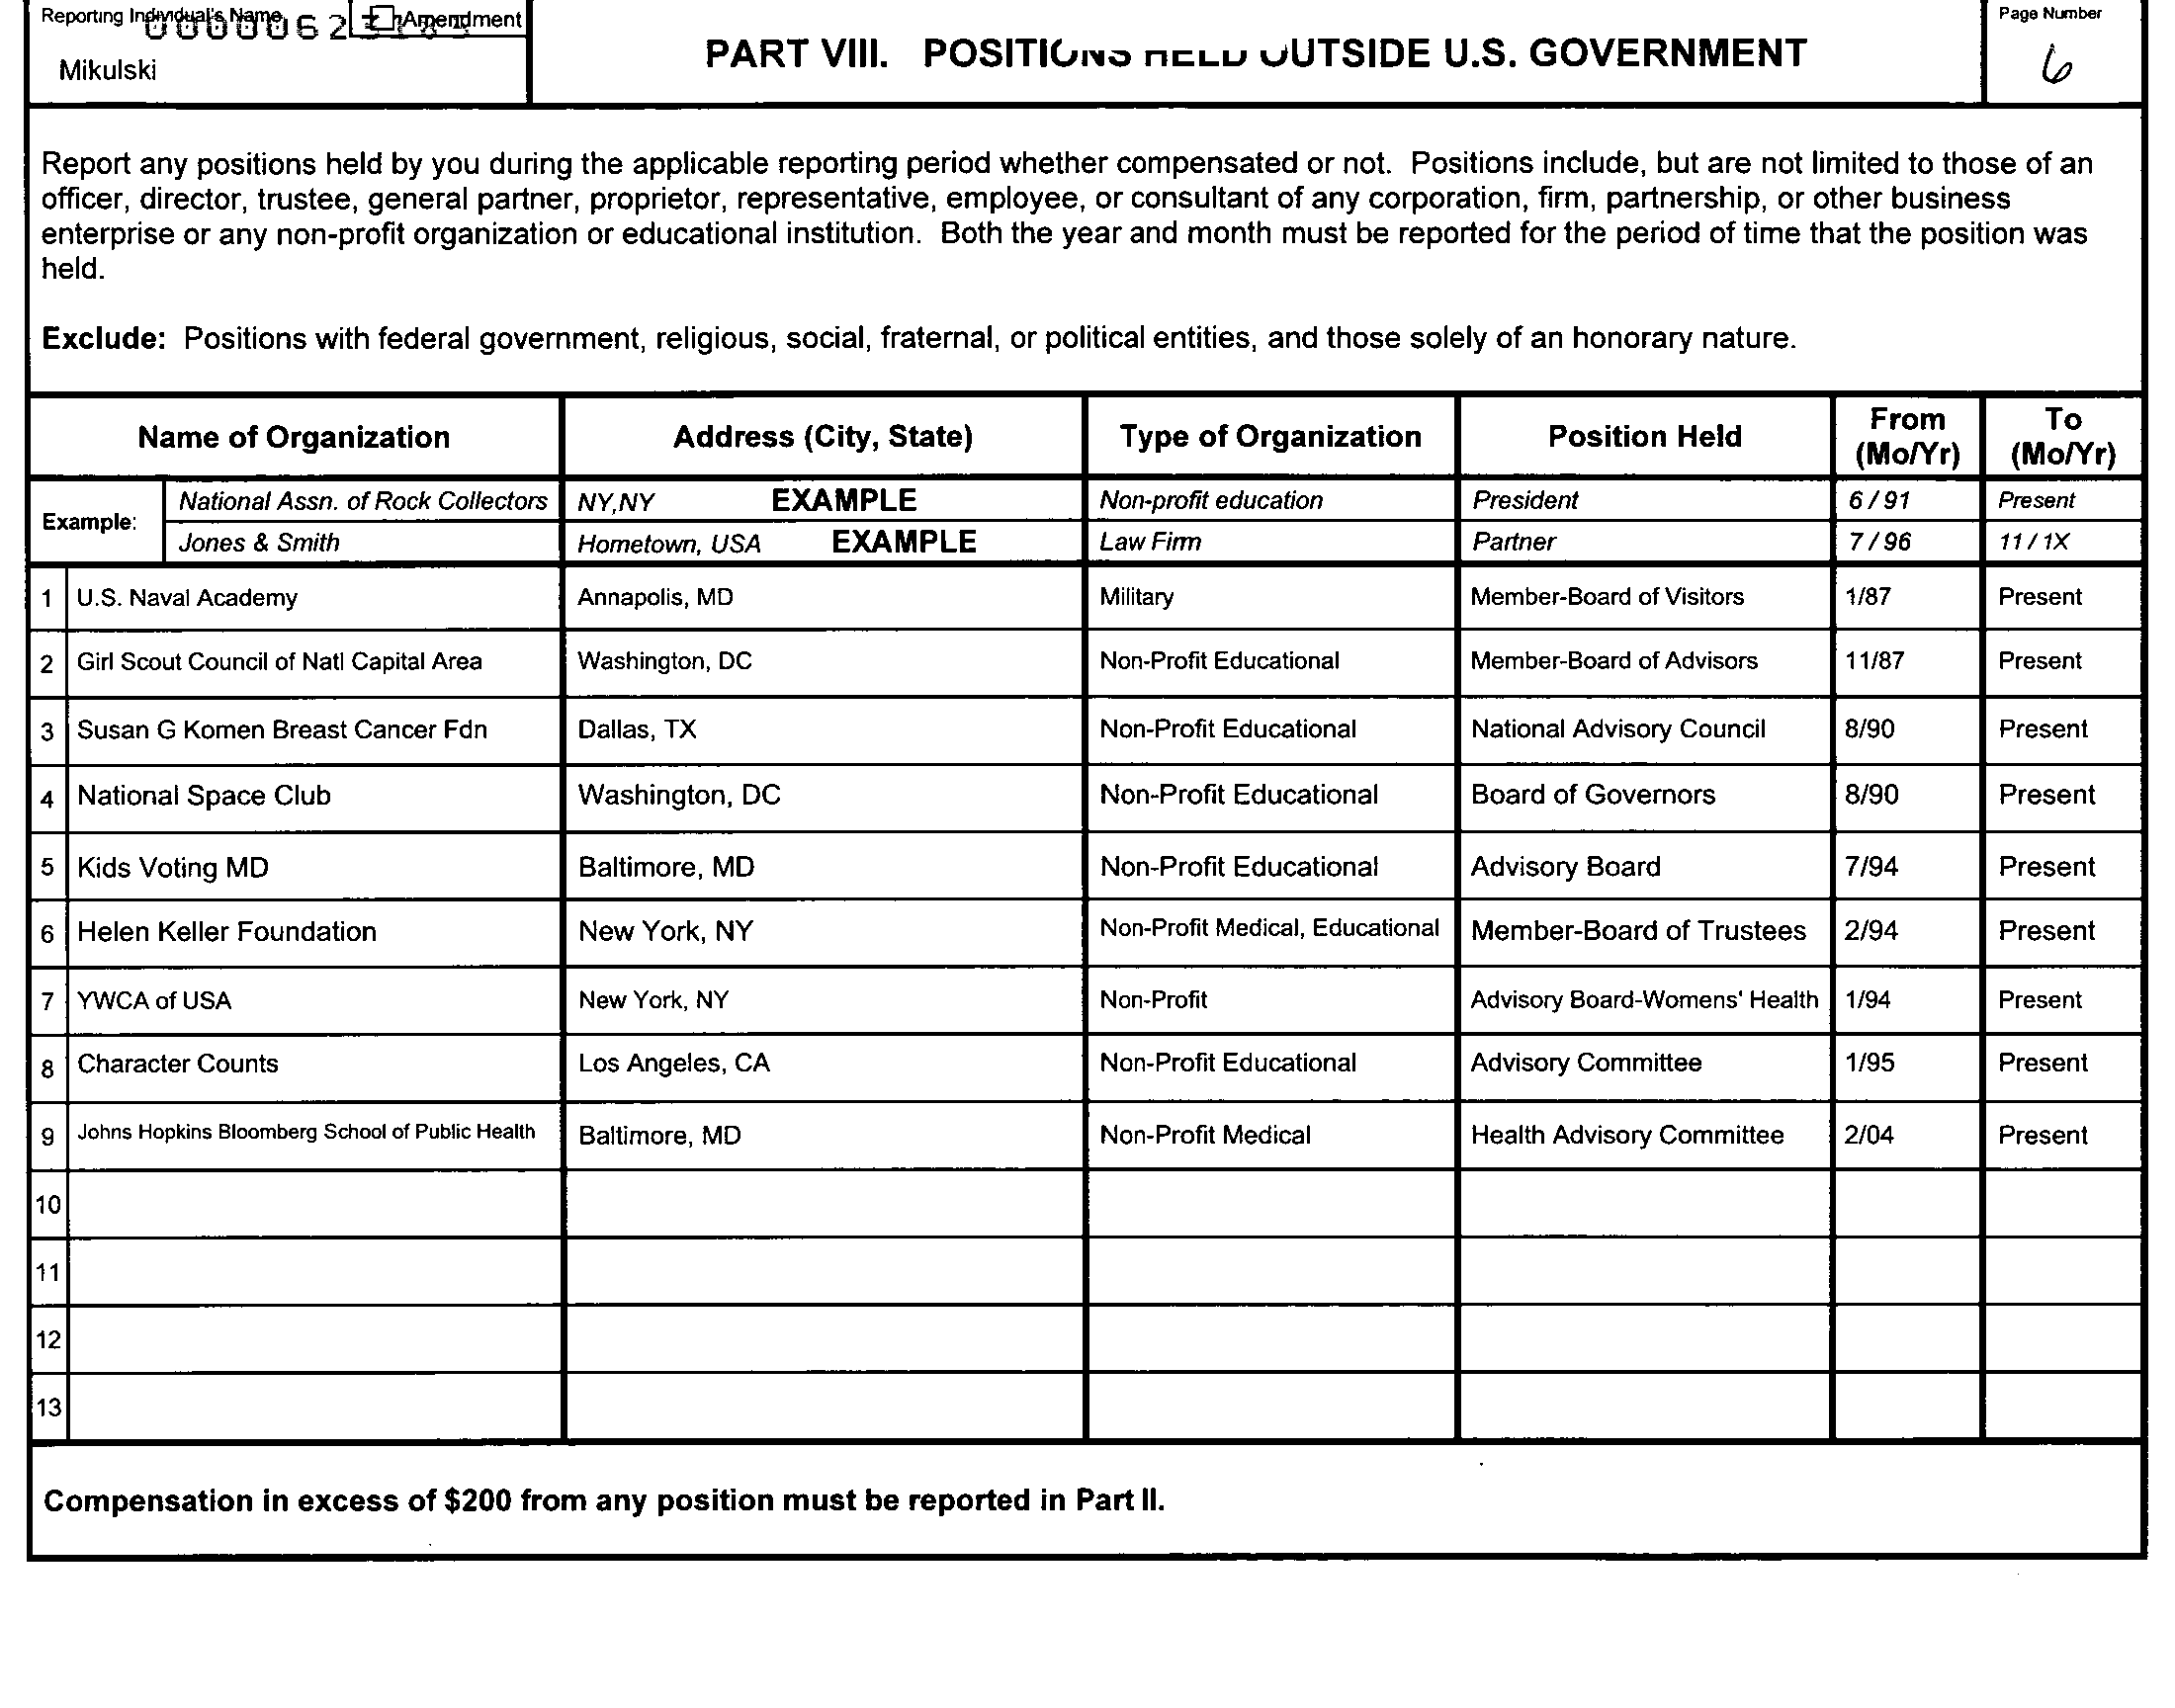 Reporting Individual's Name
Amendment
Mikulski
PART VIII. POSITIONS HELD OUTSIDE U.S. GOVERNMENT
Page Number
6
Report any positions held by you during the applicable reporting period whether compensated or not. Positions include, but are not limited to those of an
officer, director, trustee, general partner, proprietor, representative, employee, or consultant of any corporation, firm, partnership, or other business
enterprise or any non-profit organization or educational institution. Both the year and month must be reported for the period of time that the position was
held.
Exclude: Positions with federal government, religious, social, fraternal, or political entities, and those solely of an honorary nature.
Name of Organization Address (City, State) Type of Organization Position Held From (Mo/Yr) To (Mo/Yr)
Example: National Assn. of Rock Collectors NY,NY EXAMPLE Non-profit education President 6 / 91 Present
Jones & Smith Hometown, USA EXAMPLE Law Firm Partner 7 / 96 11 / 1X
1 U.S. Naval Academy Annapolis, MD Military Member-Board of Visitors 1/87 Present
2 Girl Scout Council of Natl Capital Area Washington, DC Non-Profit Educational Member-Board of Advisors 11/87 Present
3 Susan G Komen Breast Cancer Fdn Dallas, TX Non-Profit Educational National Advisory Council 8/90 Present
4 National Space Club Washington, DC Non-Profit Educational Board of Governors 8/90 Present
5 Kids Voting MD Baltimore, MD Non-Profit Educational Advisory Board 7/94 Present
6 Helen Keller Foundation New York, NY Non-Profit Medical, Educational Member-Board of Trustees 2/94 Present
7 YWCA of USA New York, NY Non-Profit Advisory Board-Womens' Health 1/94 Present
8 Character Counts Los Angeles, CA Non-Profit Educational Advisory Committee 1/95 Present
9 Johns Hopkins Bloomberg School of Public Health Baltimore, MD Non-Profit Medical Health Advisory Committee 2/04 Present
10
11
12
13
Compensation in excess of $200 from any position must be reported in Part II.